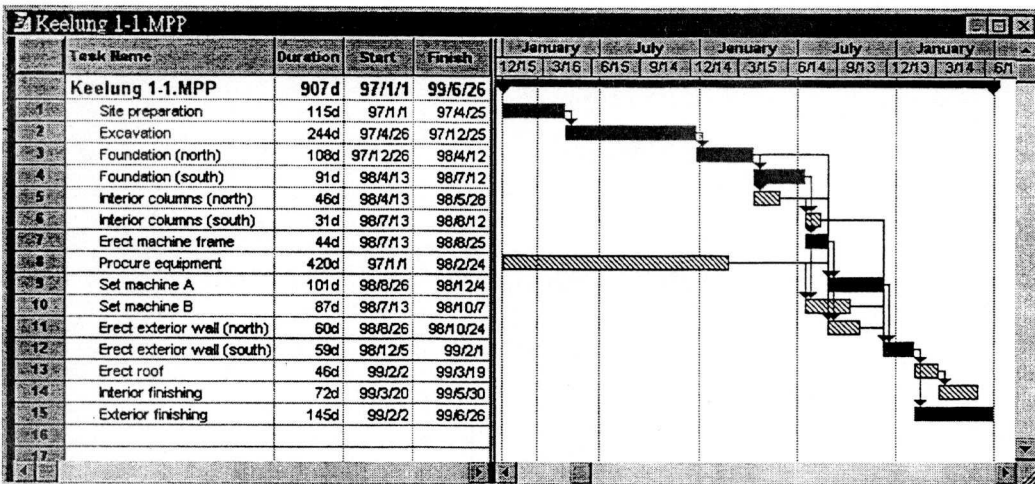 Keelung 1-1.MPP
Task Name Duration Start Finish January July January July January
12/15 3/16 6/15 9/14 12/14 3/15 6/14 9/13 12/13 3/14 6/1
Keelung 1-1.MPP 907d 97/1/1 99/6/26
1 Site preparation 115d 97/1/1 97/4/25
2 Excavation 244d 97/4/26 97/12/25
3 Foundation (north) 108d 97/12/26 98/4/12
4 Foundation (south) 91d 98/4/13 98/7/12
5 Interior columns (north) 46d 98/4/13 98/5/28
6 Interior columns (south) 31d 98/7/13 98/8/12
7 Erect machine frame 44d 98/7/13 98/8/25
8 Procure equipment 420d 97/1/1 98/2/24
9 Set machine A 101d 98/8/26 98/12/4
10 Set machine B 87d 98/7/13 98/10/7
11 Erect exterior wall (north) 60d 98/8/26 98/10/24
12 Erect exterior wall (south) 59d 98/12/5 99/2/1
13 Erect roof 46d 99/2/2 99/3/19
14 Interior finishing 72d 99/3/20 99/5/30
15 Exterior finishing 145d 99/2/2 99/6/26
16
17